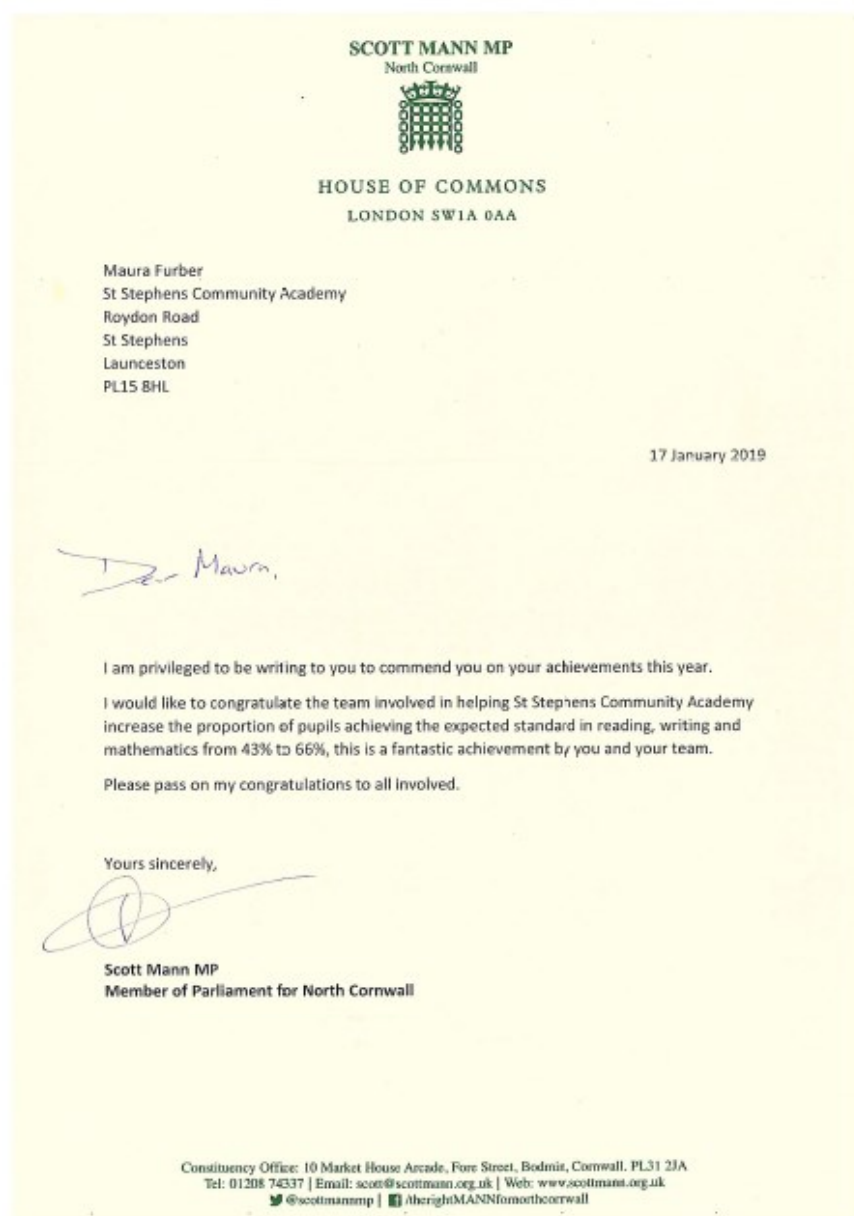 SCOTT MANN MP
North Cornwall
HOUSE OF COMMONS
LONDON SW1A 0AA
Maura Furber
St Stephens Community Academy
Roydon Road
St Stephens
Launceston
PL15 8HL
17 January 2019
Dear Maura,
I am privileged to be writing to you to commend you on your achievements this year.
I would like to congratulate the team involved in helping St Stephens Community Academy
increase the proportion of pupils achieving the expected standard in reading, writing and
mathematics from 43% to 66%, this is a fantastic achievement by you and your team.
Please pass on my congratulations to all involved.
Yours sincerely,
Scott Mann MP
Member of Parliament for North Cornwall
Constituency Office: 10 Market House Arcade, Fore Street, Bodmin, Cornwall. PL31 2JA
Tel: 01208 74337 | Email: scott@scottmann.org.uk | Web: www.scottmann.org.uk
@scottmannmp |